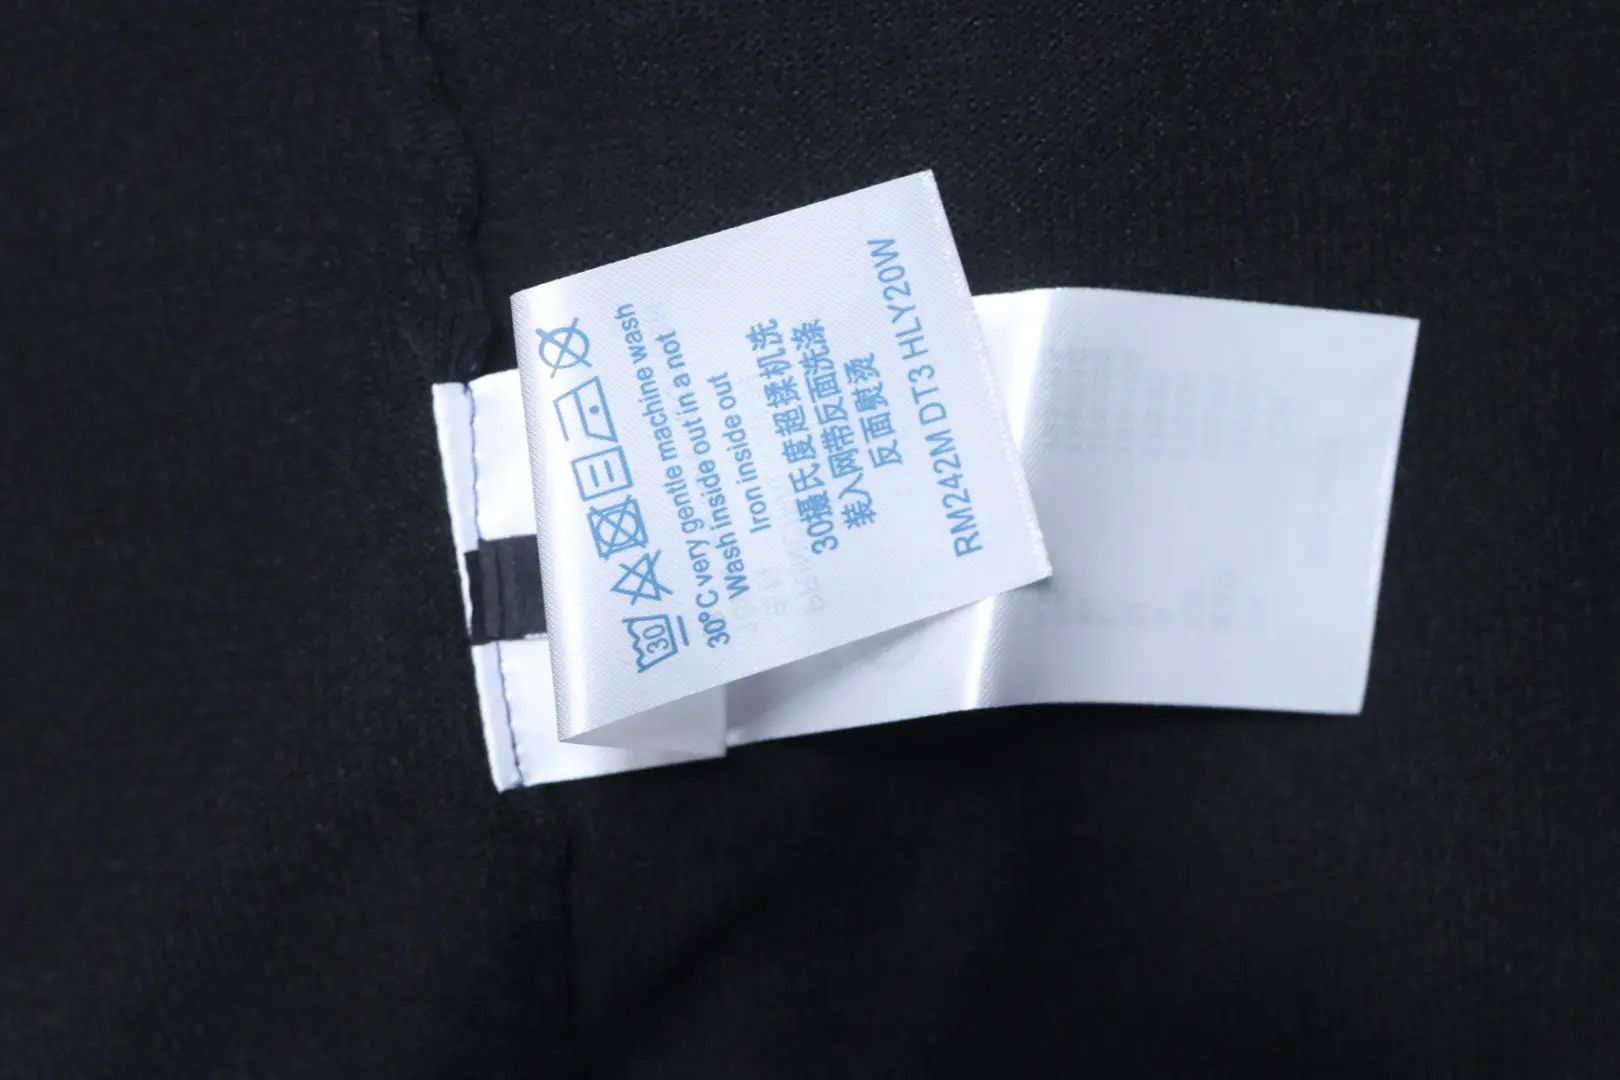 30
30°C very gentle machine wash
Wash inside out in a not
Iron inside out
30摄氏度超揉机洗
装入网带反面洗涤
反面熨烫
RM242M DT3 HLY20W